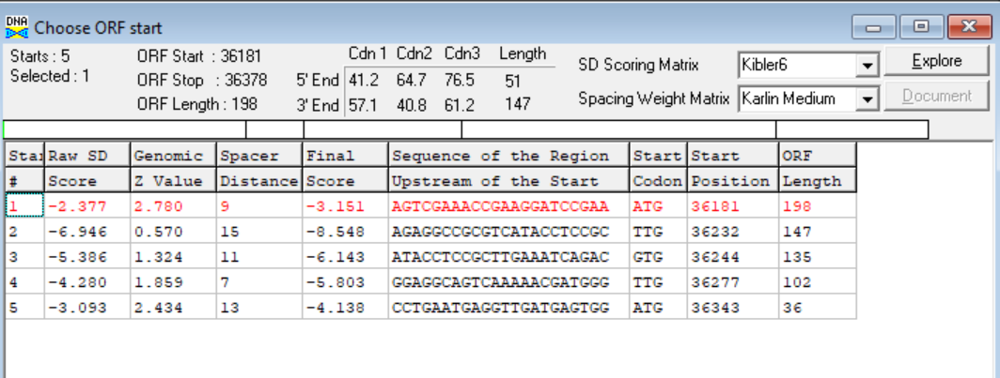 DNA Choose ORF start
Starts : 5 ORF Start : 36181 Cdn 1 Cdn2 Cdn3 Length SD Scoring Matrix Kibler6 Explore
Selected : 1 ORF Stop : 36378 5' End 41.2 64.7 76.5 51
ORF Length : 198 3' End 57.1 40.8 61.2 147 Spacing Weight Matrix Karlin Medium Document
Star Raw SD Genomic Spacer Final Sequence of the Region Start Start ORF
# Score Z Value Distance Score Upstream of the Start Codon Position Length
1 -2.377 2.780 9 -3.151 AGTCGAAACCGAAGGATCCGAA ATG 36181 198
2 -6.946 0.570 15 -8.548 AGAGGCCGCGTCATACCTCCGC TTG 36232 147
3 -5.386 1.324 11 -6.143 ATACCTCCGCTTGAAATCAGAC GTG 36244 135
4 -4.280 1.859 7 -5.803 GGAGGCAGTCAAAAACGATGGG TTG 36277 102
5 -3.093 2.434 13 -4.138 CCTGAATGAGGTTGATGAGTGG ATG 36343 36